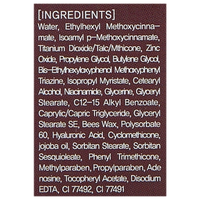 [INGREDIENTS]
Water, Ethylhexyl Methoxycinna-
mate, Isoamyl p-Methoxycinnamate,
Titanium Dioxide/Talc/Mthicone, Zinc
Oxide, Propylene Glycol, Butylene Glycol,
Bis-Ethylhexyloxyphenol Methoxyphenyl
Triazine, Isopropyl Myristate, Cetearyl
Alcohol, Niacinamide, Glycerine, Glyceryl
Stearate, C12-15 Alkyl Benzoate,
Caprylic/Capric Triglyceride, Glyceryl
Stearate SE, Bees Wax, Polysorbate
60, Hyaluronic Acid, Cyclomethicone,
jojoba oil, Sorbitan Stearate, Sorbitan
Sesquioleate, Phenyl Trimethicone,
Methylparaben, Propylparaben, Ade
nosine, Tocopheryl Acetate, Disodium
EDTA, CI 77492, CI 77491